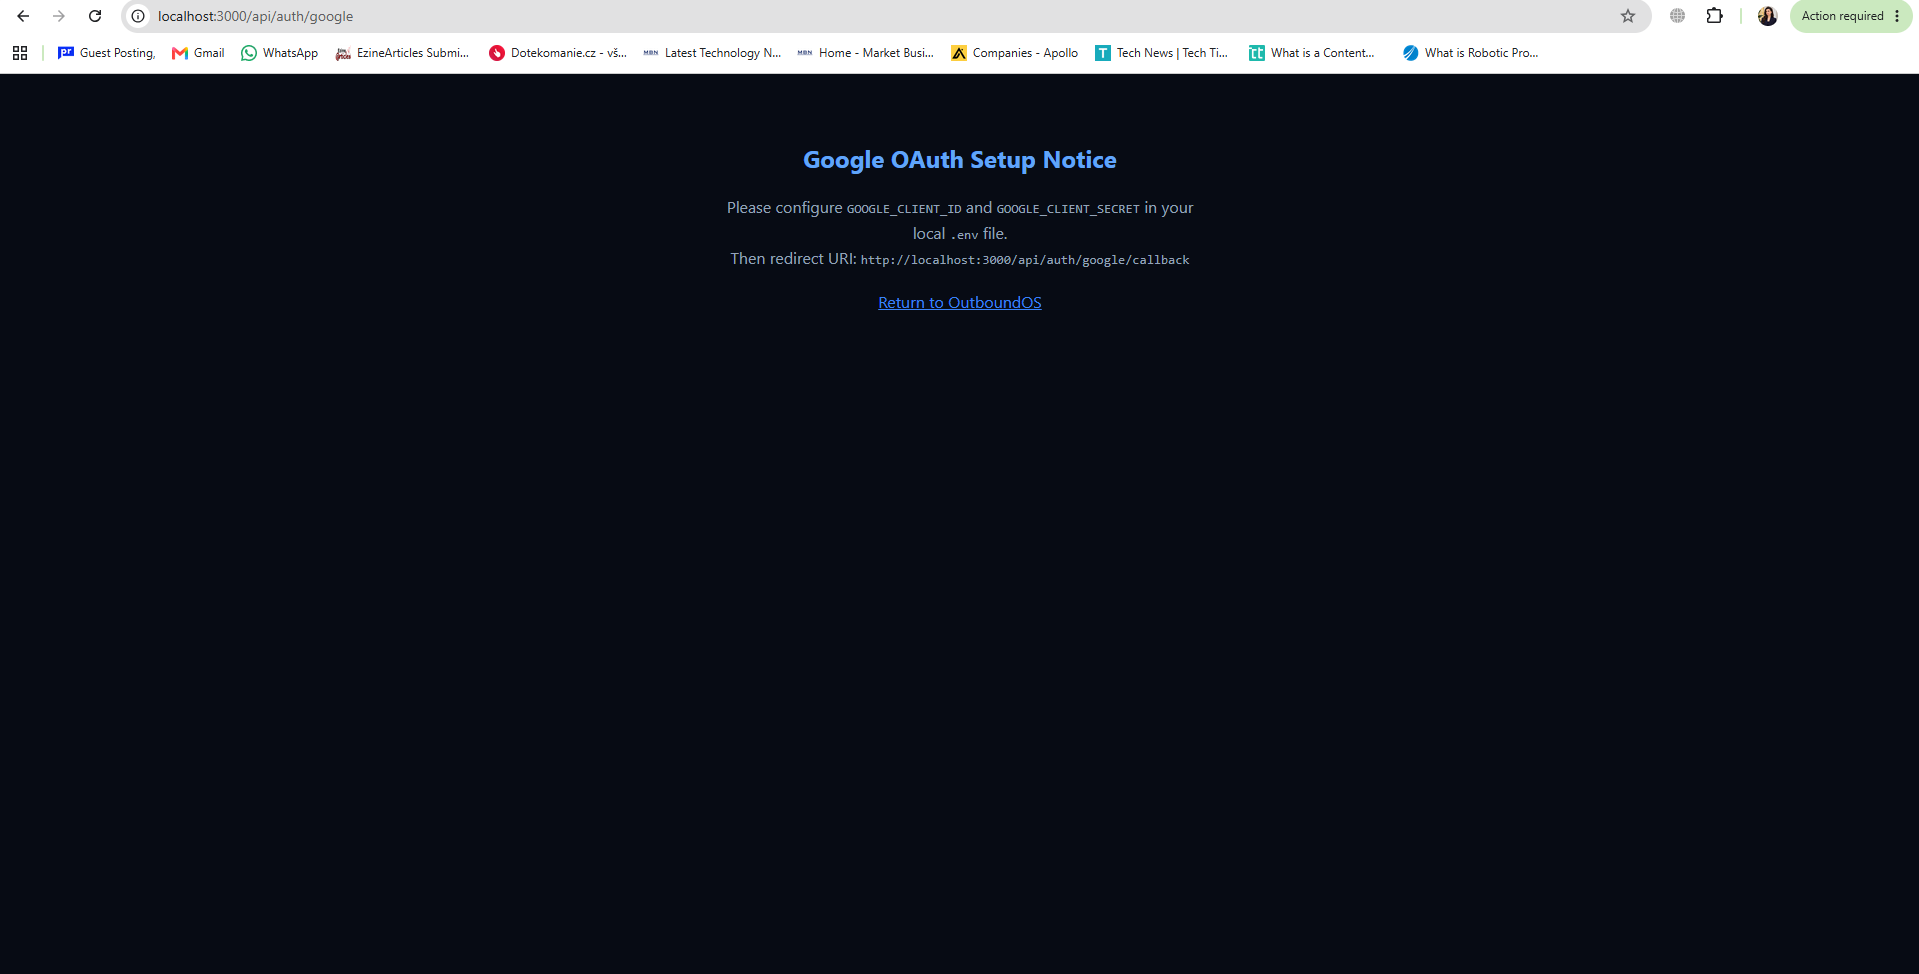 localhost:3000/api/auth/google
Action required
Guest Posting,
Gmail
WhatsApp
EzineArticles Submi...
Dotekomanie.cz - vš...
MBN Latest Technology N...
MBN Home - Market Busi...
Companies - Apollo
T Tech News | Tech Ti...
tt What is a Content...
What is Robotic Pro...
Google OAuth Setup Notice
Please configure GOOGLE_CLIENT_ID and GOOGLE_CLIENT_SECRET in your
local .env file.
Then redirect URI: http://localhost:3000/api/auth/google/callback
Return to OutboundOS